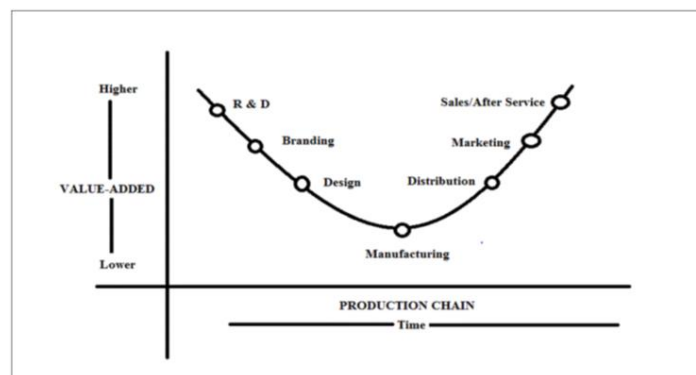 Higher
R & D
Sales/After Service
Branding
Marketing
Design
Distribution
VALUE-ADDED
Manufacturing
Lower
PRODUCTION CHAIN
Time